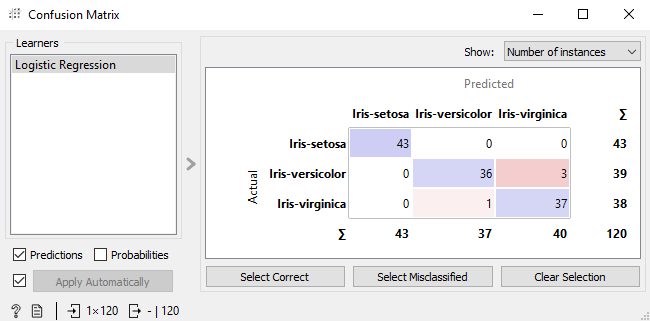 Confusion Matrix
Learners
Logistic Regression
Show: Number of instances
Predicted
Iris-setosa Iris-versicolor Iris-virginica Σ
Iris-setosa 43 0 0 43
Actual
Iris-versicolor 0 36 3 39
Iris-virginica 0 1 37 38
Σ 43 37 40 120
Predictions Probabilities
Apply Automatically
Select Correct Select Misclassified Clear Selection
? 1×120 - | 120